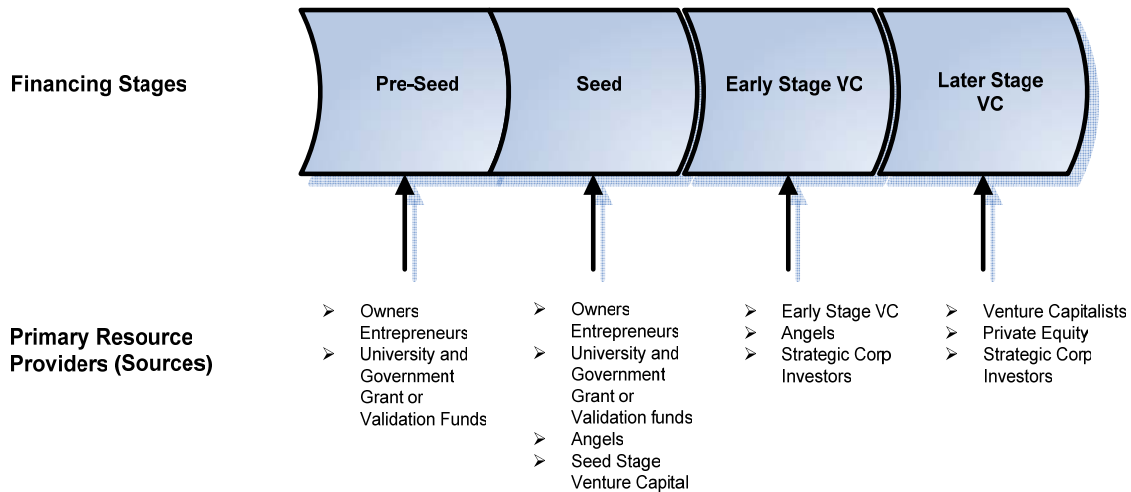 Financing Stages
Pre-Seed
Seed
Early Stage VC
Later Stage
VC
Primary Resource
Providers (Sources)
➢ Owners
Entrepreneurs
➢ University and
Government
Grant or
Validation Funds
➢ Owners
Entrepreneurs
➢ University and
Government
Grant or
Validation funds
➢ Angels
➢ Seed Stage
Venture Capital
➢ Early Stage VC
➢ Angels
➢ Strategic Corp
Investors
➢ Venture Capitalists
➢ Private Equity
➢ Strategic Corp
Investors